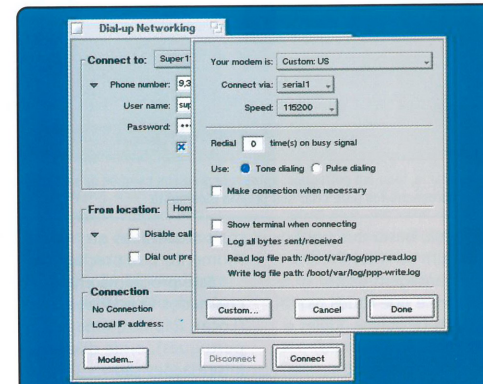 Dial-up Networking
Connect to: Super1
Phone number: 9,3
User name: sup
Password:
From location: Hom
Disable call
Dial out pre
Connection
No Connection
Local IP address: -
Modem...
Disconnect
Connect
Your modem is: Custom: US
Connect via: serial1
Speed: 115200
Redial 0 time(s) on busy signal
Use: Tone dialing Pulse dialing
Make connection when necessary
Show terminal when connecting
Log all bytes sent/received
Read log file path: /boot/var/log/ppp-read.log
Write log file path: /boot/var/log/ppp-write.log
Custom...
Cancel
Done